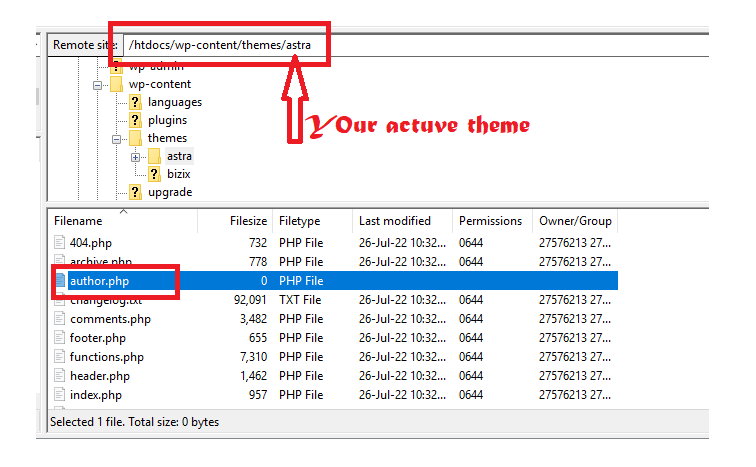 Remote site: /htdocs/wp-content/themes/astra
wp-admin
wp-content
languages
plugins
themes
astra
bizix
upgrade
YOur actuve theme
Filename Filesize Filetype Last modified Permissions Owner/Group
404.php 732 PHP File 26-Jul-22 10:32... 0644 27576213 27...
archive.php 778 PHP File 26-Jul-22 10:32... 0644 27576213 27...
author.php 0 PHP File
changelog.txt 92,091 TXT File 26-Jul-22 10:32... 0644 27576213 27...
comments.php 3,482 PHP File 26-Jul-22 10:32... 0644 27576213 27...
footer.php 655 PHP File 26-Jul-22 10:32... 0644 27576213 27...
functions.php 7,310 PHP File 26-Jul-22 10:32... 0644 27576213 27...
header.php 1,462 PHP File 26-Jul-22 10:32... 0644 27576213 27...
index.php 957 PHP File 26-Jul-22 10:32... 0644 27576213 27...
Selected 1 file. Total size: 0 bytes